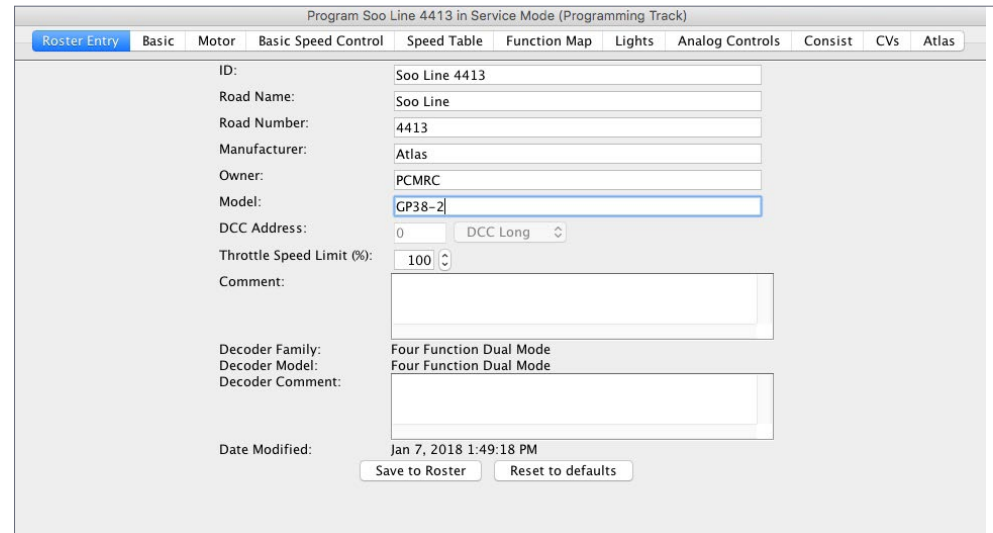 Program Soo Line 4413 in Service Mode (Programming Track)
Roster Entry Basic Motor Basic Speed Control Speed Table Function Map Lights Analog Controls Consist CVs Atlas
ID: Soo Line 4413
Road Name: Soo Line
Road Number: 4413
Manufacturer: Atlas
Owner: PCMRC
Model: GP38-2
DCC Address: 0 DCC Long
Throttle Speed Limit (%): 100
Comment:
Decoder Family: Four Function Dual Mode
Decoder Model: Four Function Dual Mode
Decoder Comment:
Date Modified: Jan 7, 2018 1:49:18 PM
Save to Roster Reset to defaults